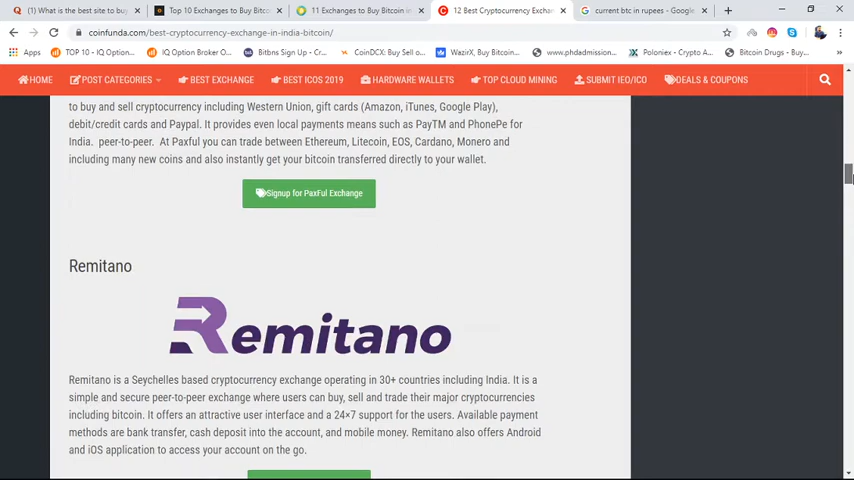 (1) What is the best site to buy
Top 10 Exchanges to Buy Bitco
11 Exchanges to Buy Bitcoin in
12 Best Cryptocurrency Exchan
current btc in rupees - Google
coinfunda.com/best-cryptocurrency-exchange-in-india-bitcoin/
Apps
TOP 10 - IQ Option...
IQ Option Broker O...
Bitbns Sign Up - Cr...
CoinDCX: Buy Sell o...
WazirX, Buy Bitcoin...
www.phdadmission...
Poloniex - Crypto A...
Bitcoin Drugs - Buy...
HOME
POST CATEGORIES
BEST EXCHANGE
BEST ICOS 2019
HARDWARE WALLETS
TOP CLOUD MINING
SUBMIT IEO/ICO
DEALS & COUPONS
to buy and sell cryptocurrency including Western Union, gift cards (Amazon, iTunes, Google Play),
debit/credit cards and Paypal. It provides even local payments means such as PayTM and PhonePe for
India. peer-to-peer. At Paxful you can trade between Ethereum, Litecoin, EOS, Cardano, Monero and
including many new coins and also instantly get your bitcoin transferred directly to your wallet.
Signup for PaxFul Exchange
Remitano
Remitano
Remitano is a Seychelles based cryptocurrency exchange operating in 30+ countries including India. It is a
simple and secure peer-to-peer exchange where users can buy, sell and trade their major cryptocurrencies
including bitcoin. It offers an attractive user interface and a 24×7 support for the users. Available payment
methods are bank transfer, cash deposit into the account, and mobile money. Remitano also offers Android
and iOS application to access your account on the go.